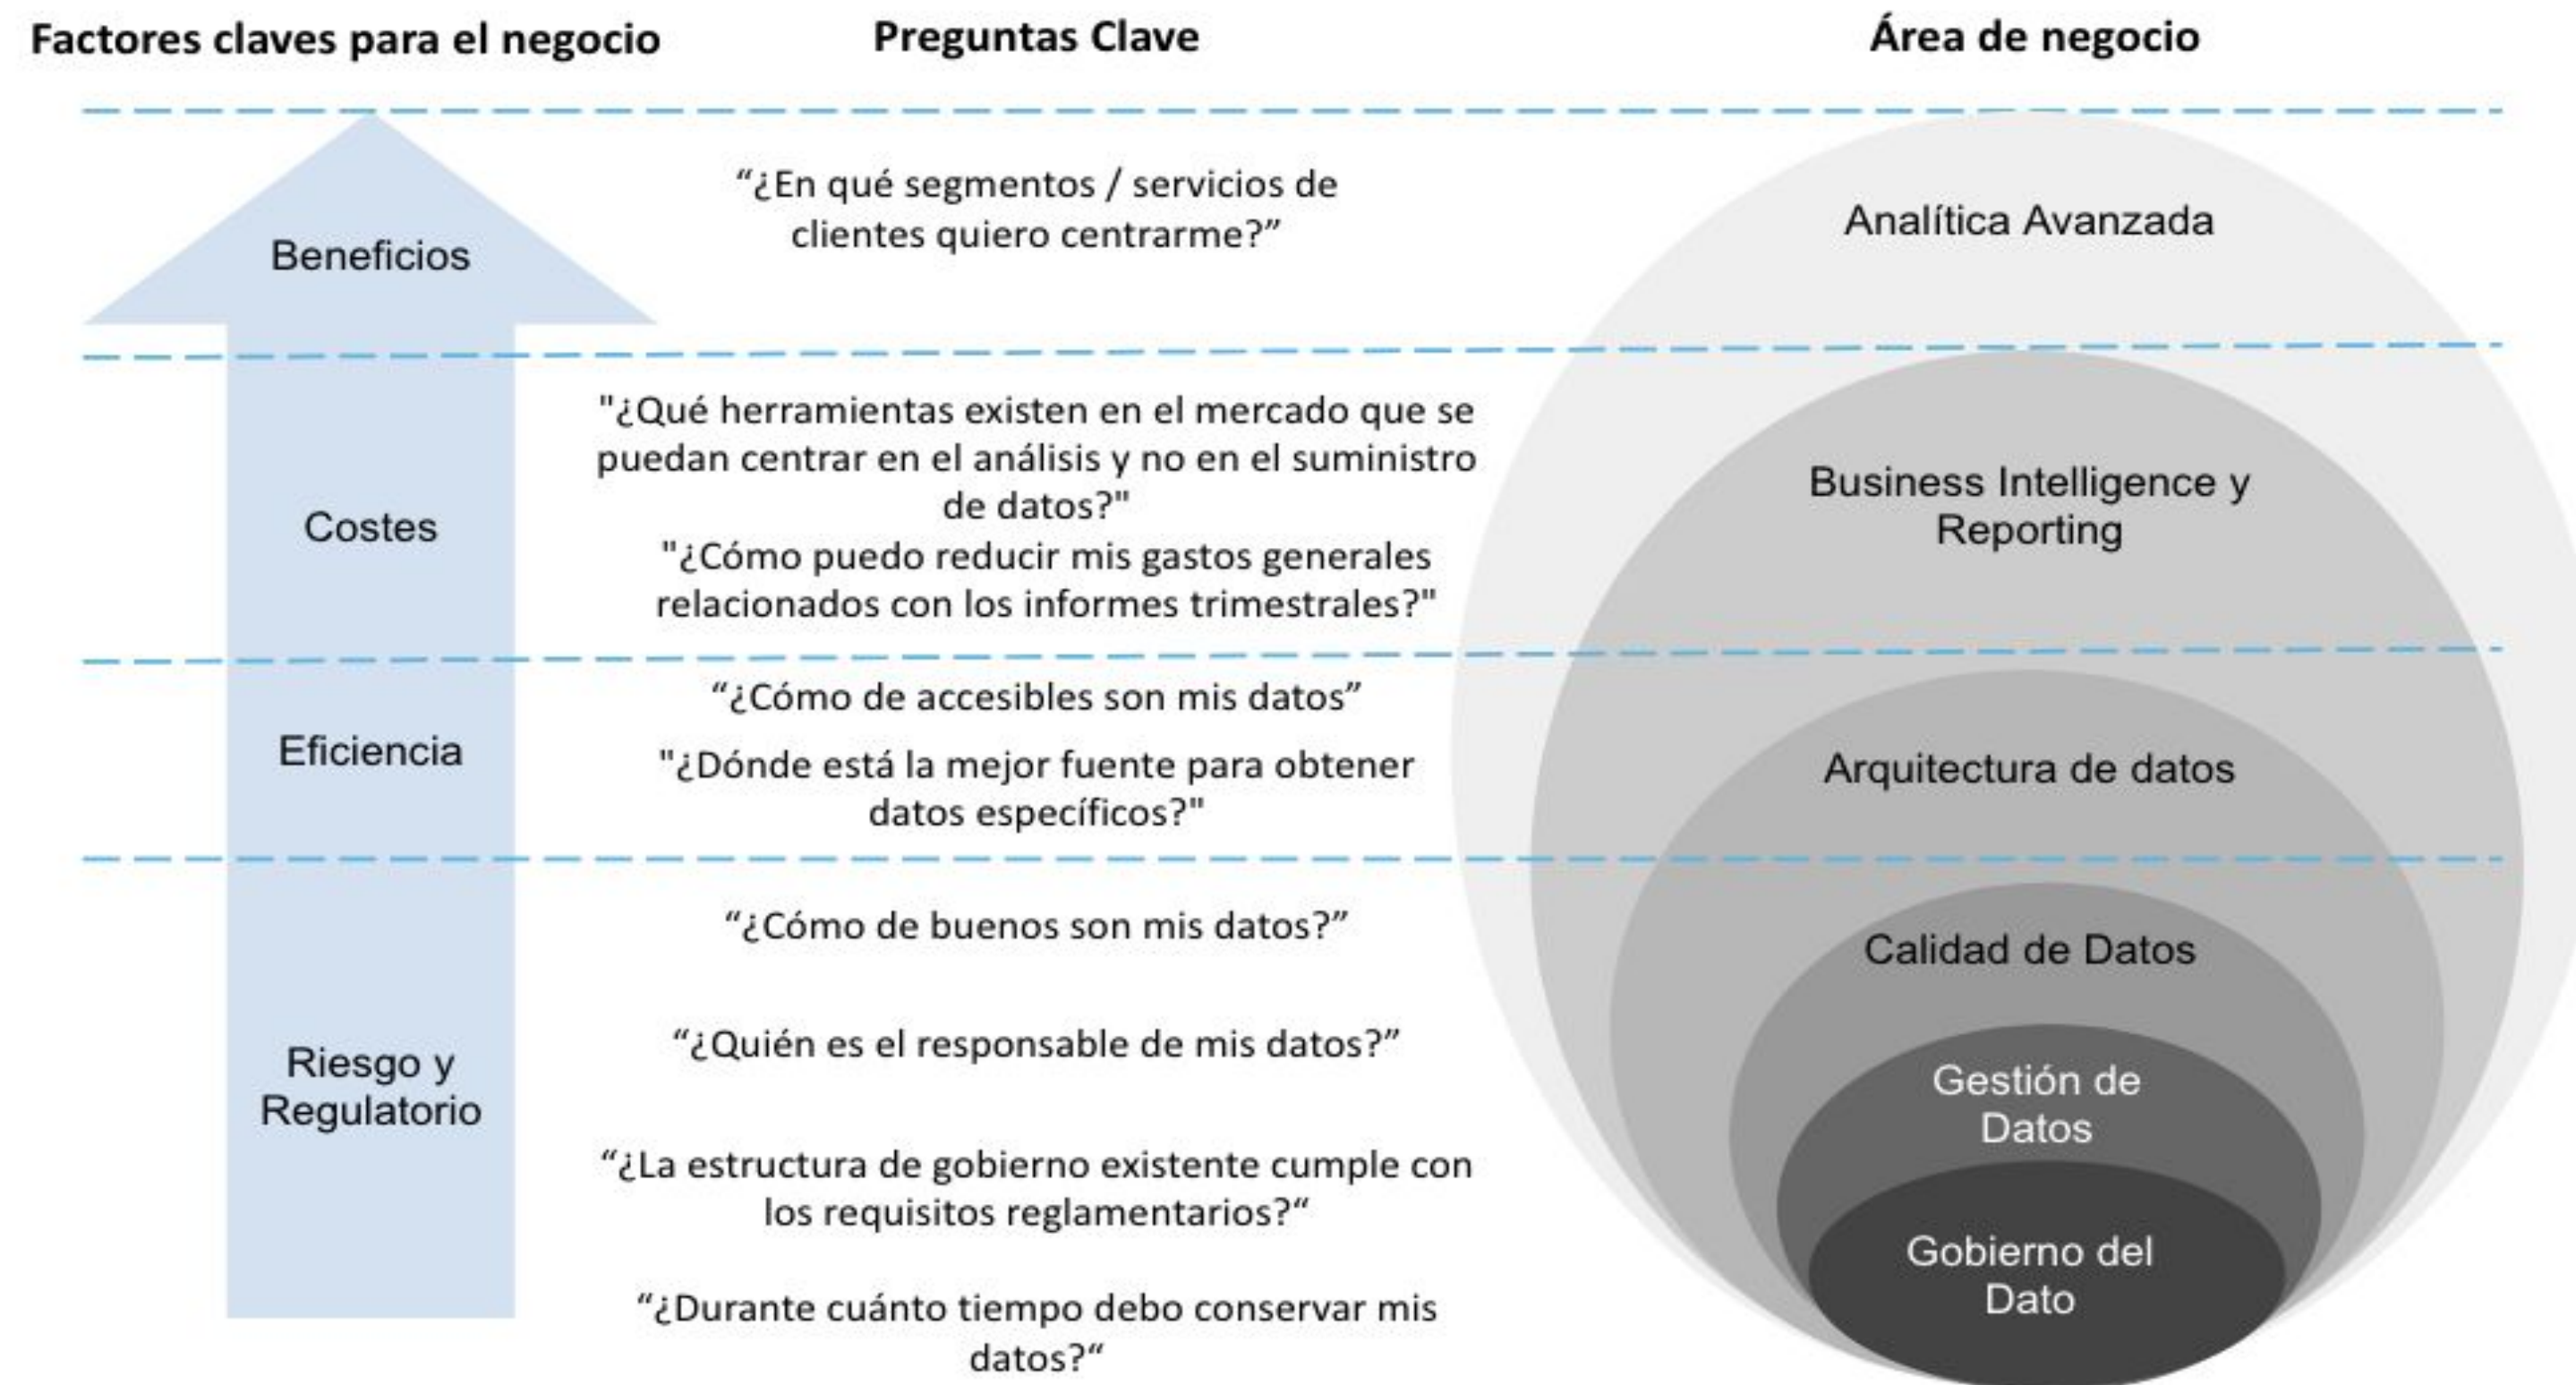 Factores claves para el negocio
Preguntas Clave
Área de negocio
Beneficios
“¿En qué segmentos / servicios de
clientes quiero centrarme?”
Analítica Avanzada
Costes
"¿Qué herramientas existen en el mercado que se
puedan centrar en el análisis y no en el suministro
de datos?"
"¿Cómo puedo reducir mis gastos generales
relacionados con los informes trimestrales?"
Business Intelligence y
Reporting
Eficiencia
“¿Cómo de accesibles son mis datos”
"¿Dónde está la mejor fuente para obtener
datos específicos?"
Arquitectura de datos
Riesgo y
Regulatorio
“¿Cómo de buenos son mis datos?”
“¿Quién es el responsable de mis datos?”
“¿La estructura de gobierno existente cumple con
los requisitos reglamentarios?“
“¿Durante cuánto tiempo debo conservar mis
datos?“
Calidad de Datos
Gestión de
Datos
Gobierno del
Dato